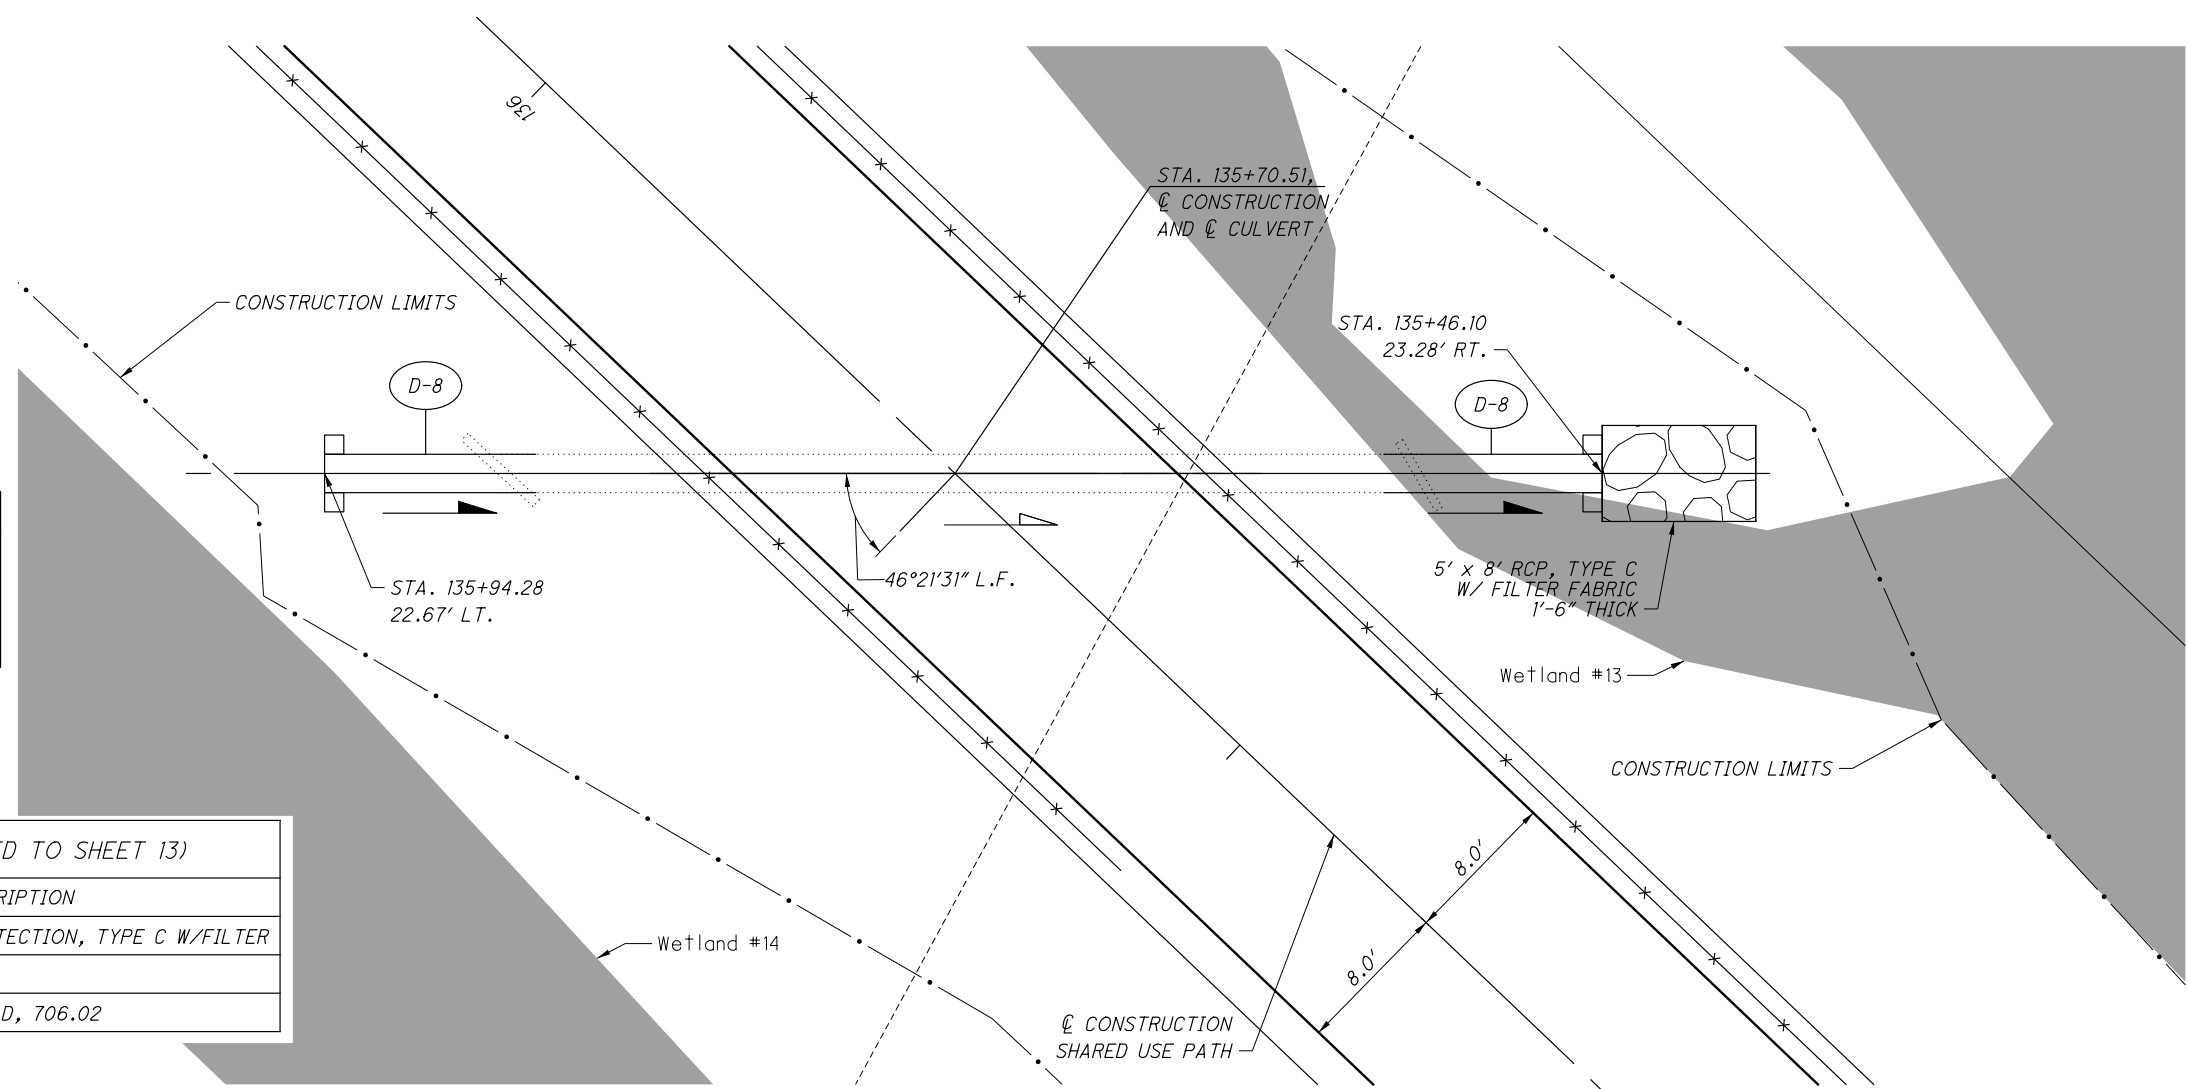 136
STA. 135+70.51,
℄ CONSTRUCTION
AND ℄ CULVERT
CONSTRUCTION LIMITS
STA. 135+46.10
23.28' RT.
D-8
D-8
46°21'31" L.F.
STA. 135+94.28
22.67' LT.
5' x 8' RCP, TYPE C
W/ FILTER FABRIC
1'-6" THICK
Wetland #13
CONSTRUCTION LIMITS
TO SHEET 13)
TYPE C W/FILTER
706.02
Wetland #14
8.0'
8.0'
℄ CONSTRUCTION
SHARED USE PATH